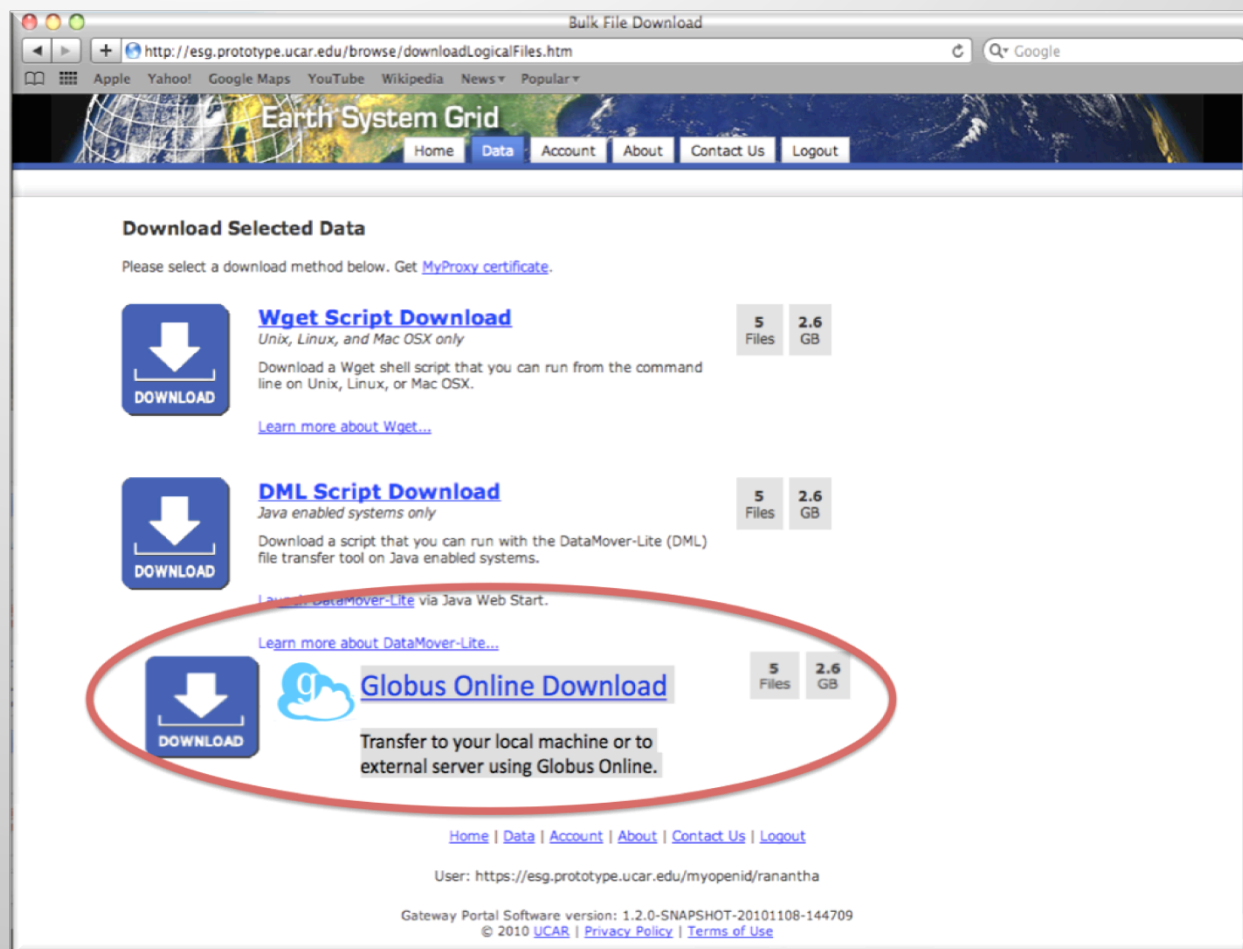 Bulk File Download
http://esg.prototype.ucar.edu/browse/downloadLogicalFiles.htm
Google
Apple Yahoo! Google Maps YouTube Wikipedia News Popular
Earth System Grid
Home Data Account About Contact Us Logout
Download Selected Data
Please select a download method below. Get MyProxy certificate.
DOWNLOAD
Wget Script Download
Unix, Linux, and Mac OSX only
Download a Wget shell script that you can run from the command
line on Unix, Linux, or Mac OSX.
Learn more about Wget...
5 Files
2.6 GB
DOWNLOAD
DML Script Download
Java enabled systems only
Download a script that you can run with the DataMover-Lite (DML)
file transfer tool on Java enabled systems.
Launch DataMover-Lite via Java Web Start.
Learn more about DataMover-Lite...
5 Files
2.6 GB
DOWNLOAD
g
Globus Online Download
Transfer to your local machine or to
external server using Globus Online.
5 Files
2.6 GB
Home | Data | Account | About | Contact Us | Logout
User: https://esg.prototype.ucar.edu/myopenid/ranantha
Gateway Portal Software version: 1.2.0-SNAPSHOT-20101108-144709
© 2010 UCAR | Privacy Policy | Terms of Use